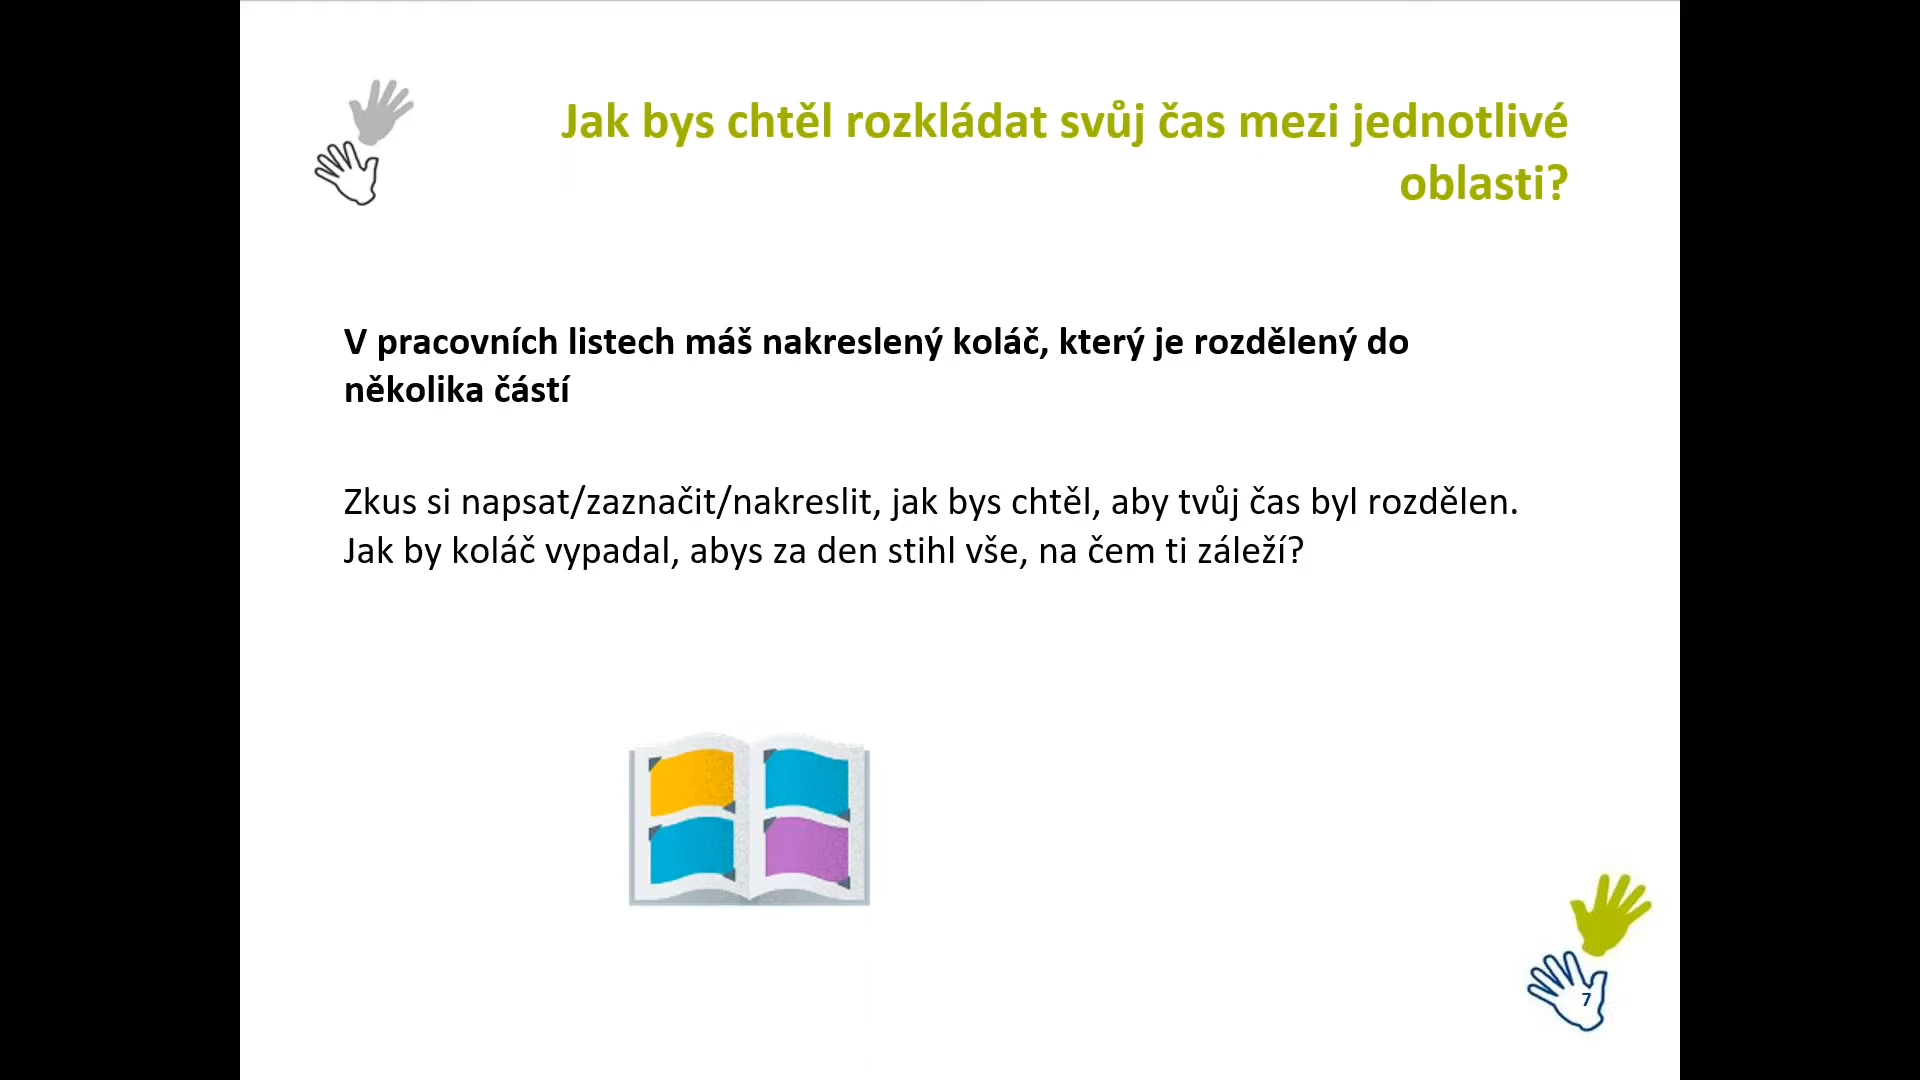 Jak bys chtěl rozkládat svůj čas mezi jednotlivé
oblasti?
V pracovních listech máš nakreslený koláč, který je rozdělený do
několika částí
Zkus si napsat/zaznačit/nakreslit, jak bys chtěl, aby tvůj čas byl rozdělen.
Jak by koláč vypadal, abys za den stihl vše, na čem ti záleží?
7